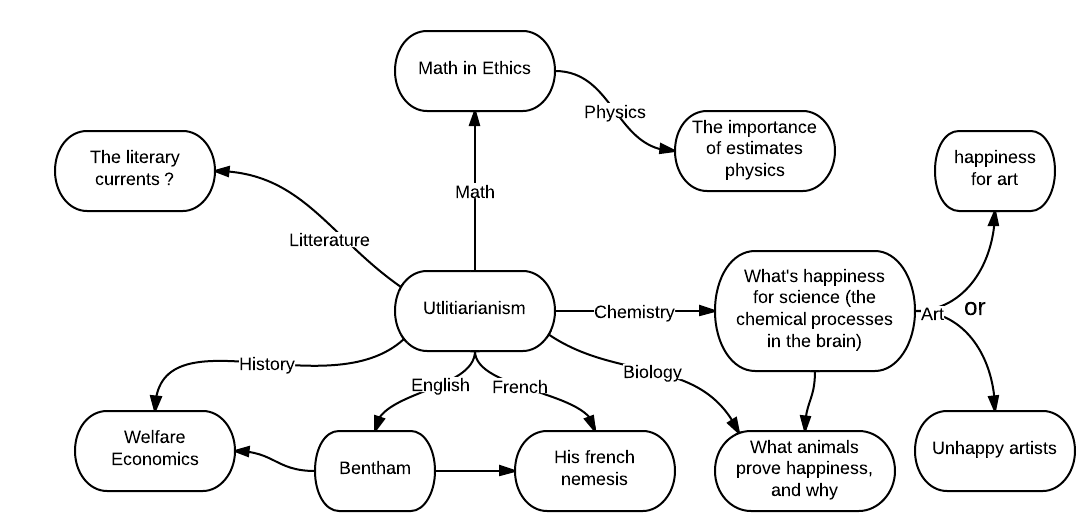 Math in Ethics
Physics
The importance
of estimates
physics
The literary
currents ?
happiness
for art
Math
Litterature
What's happiness
for science (the
chemical processes
in the brain)
Utlitiarianism
Chemistry
Art
or
History
English
French
Biology
Welfare
Economics
Bentham
His french
nemesis
What animals
prove happiness,
and why
Unhappy artists